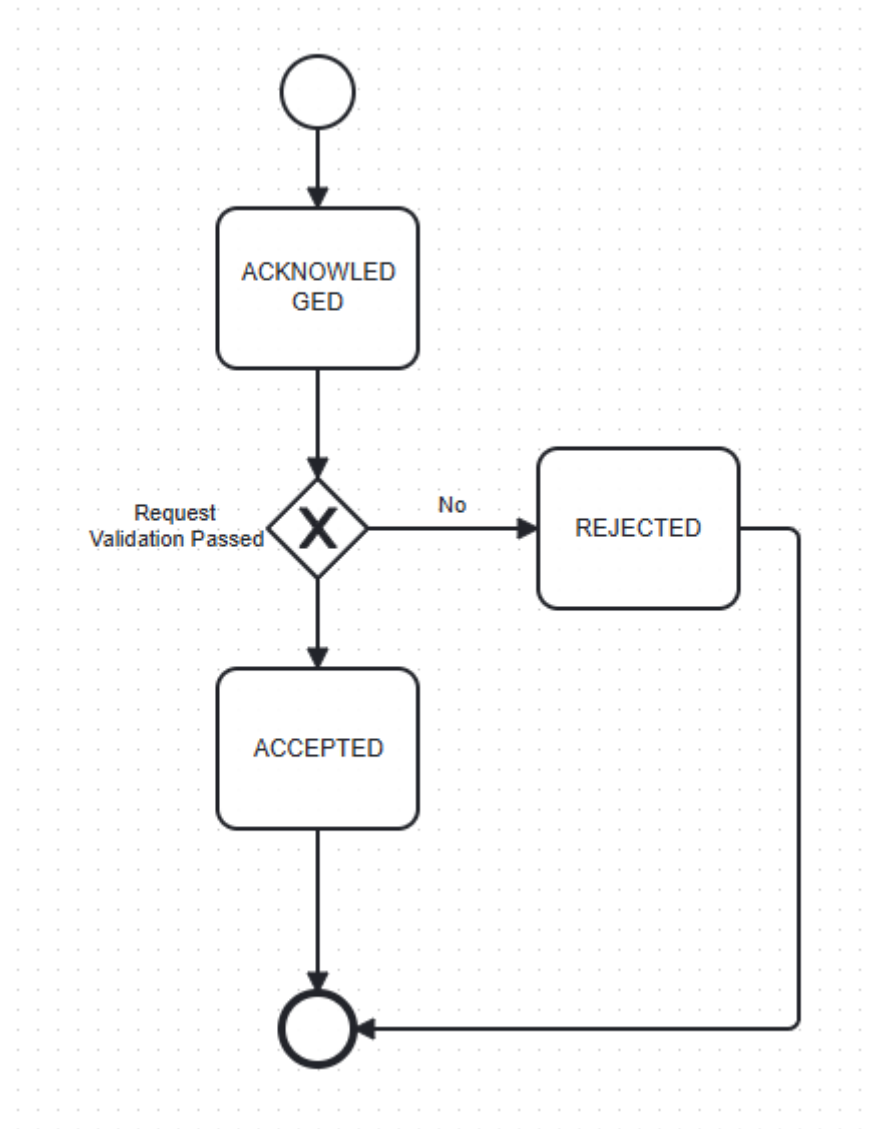 ACKNOWLED
GED
Request
Validation Passed
No
REJECTED
ACCEPTED